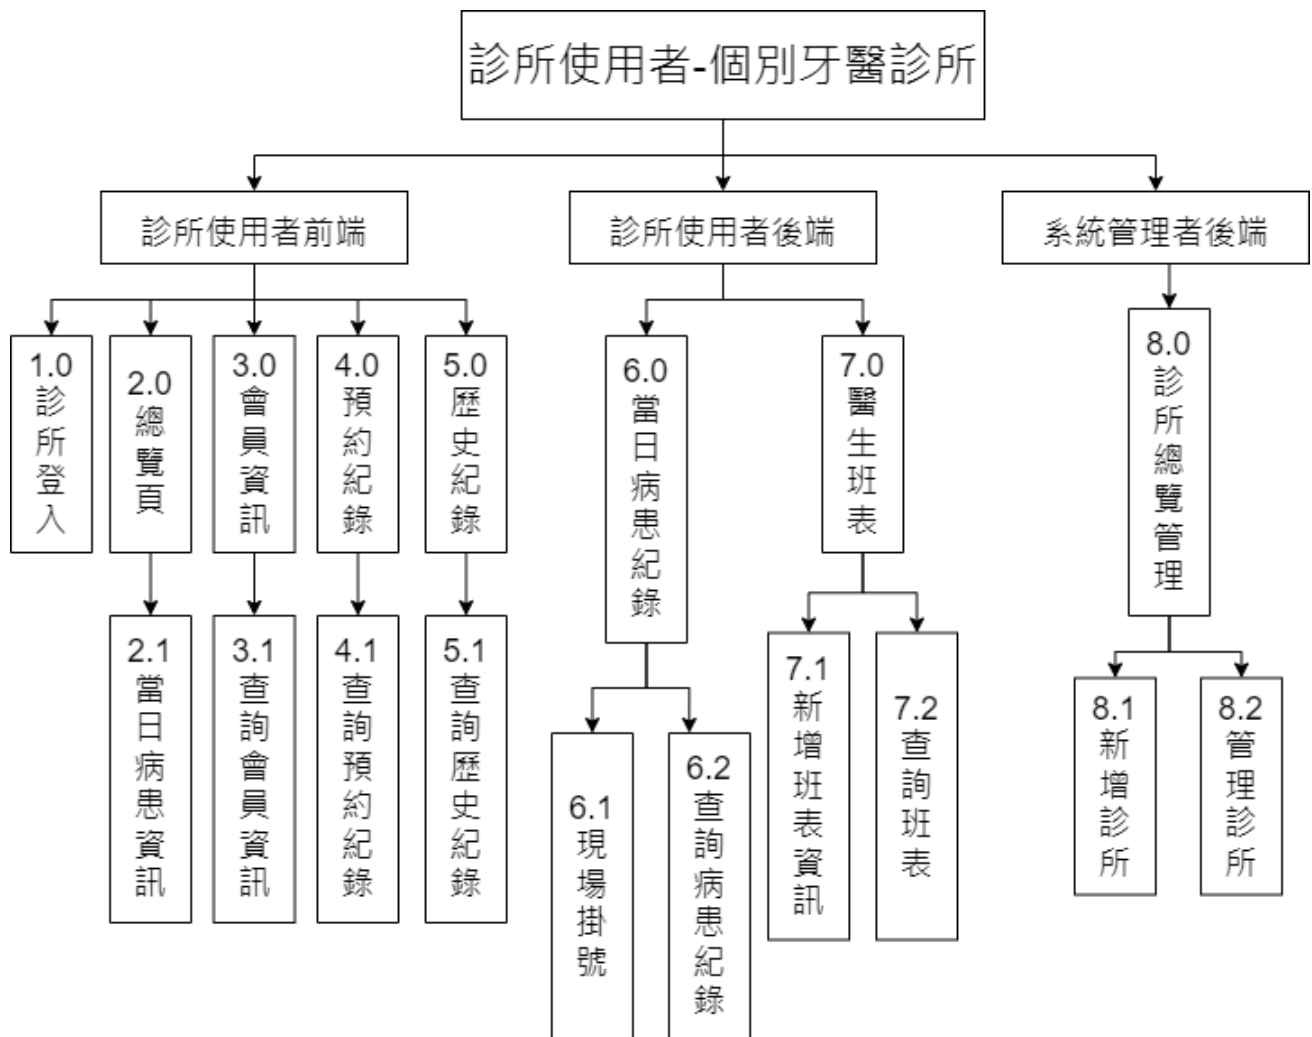 診所使用者-個別牙醫診所
診所使用者前端
診所使用者後端
系統管理者後端
1.0
診所登入
2.0
總覽頁
3.0
會員資訊
4.0
預約紀錄
5.0
歷史紀錄
6.0
當日病患紀錄
7.0
醫生班表
8.0
診所總覽管理
2.1
當日病患資訊
3.1
查詢會員資訊
4.1
查詢預約紀錄
5.1
查詢歷史紀錄
6.1
現場掛號
6.2
查詢病患紀錄
7.1
新增班表資訊
7.2
查詢班表
8.1
新增診所
8.2
管理診所